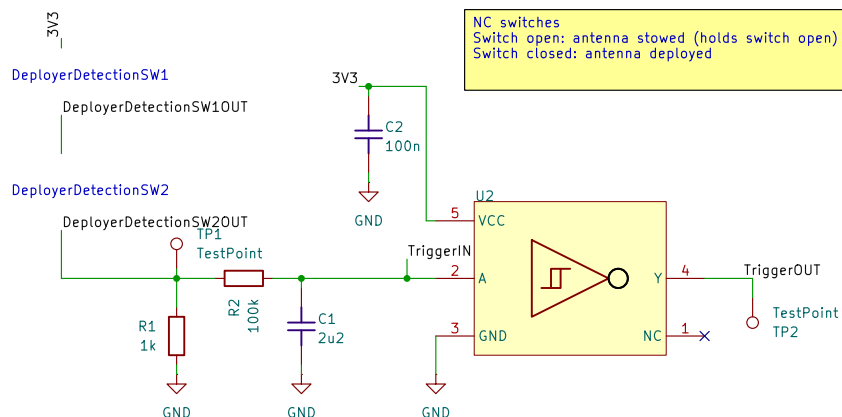 NC switches
Switch open: antenna stowed (holds switch open)
Switch closed: antenna deployed
3V3
DeployerDetectionSW1
DeployerDetectionSW1OUT
DeployerDetectionSW2
DeployerDetectionSW2OUT
TP1
TestPoint
R1
1k
GND
R2
100k
C1
2u2
GND
3V3
C2
100n
GND
TriggerIN
U2
5
VCC
2
A
3
GND
GND
Y
4
NC
1
TriggerOUT
TestPoint
TP2